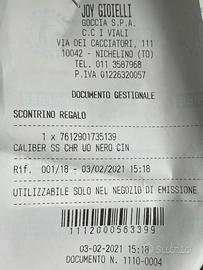 JOY GIOIELLI
GOCCIA S.P.A.
C.C I VIALI
VIA DEI CACCIATORI, 111
10042 - NICHELINO (TO)
TEL. 011 3587968
P.IVA 01226320057
DOCUMENTO GESTIONALE
SCONTRINO REGALO
1 x 7612901735139
CALIBER SS CHR UO NERO CIN
Rif. 001/18 - 03/02/2021 15:18
UTILIZZABILE SOLO NEL NEGOZIO DI EMISSIONE
1112000563399
03-02-2021 15:18
DOCUMENTO N. 1110-0004
Subito